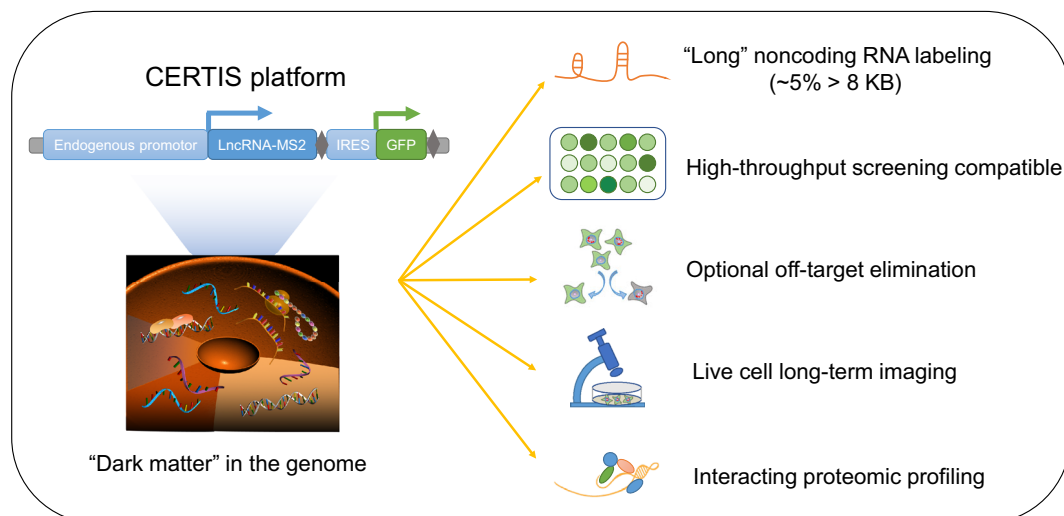 CERTIS platform
Endogenous promotor
LncRNA-MS2
IRES
GFP
“Dark matter” in the genome
“Long” noncoding RNA labeling
(~5% > 8 KB)
High-throughput screening compatible
Optional off-target elimination
Live cell long-term imaging
Interacting proteomic profiling